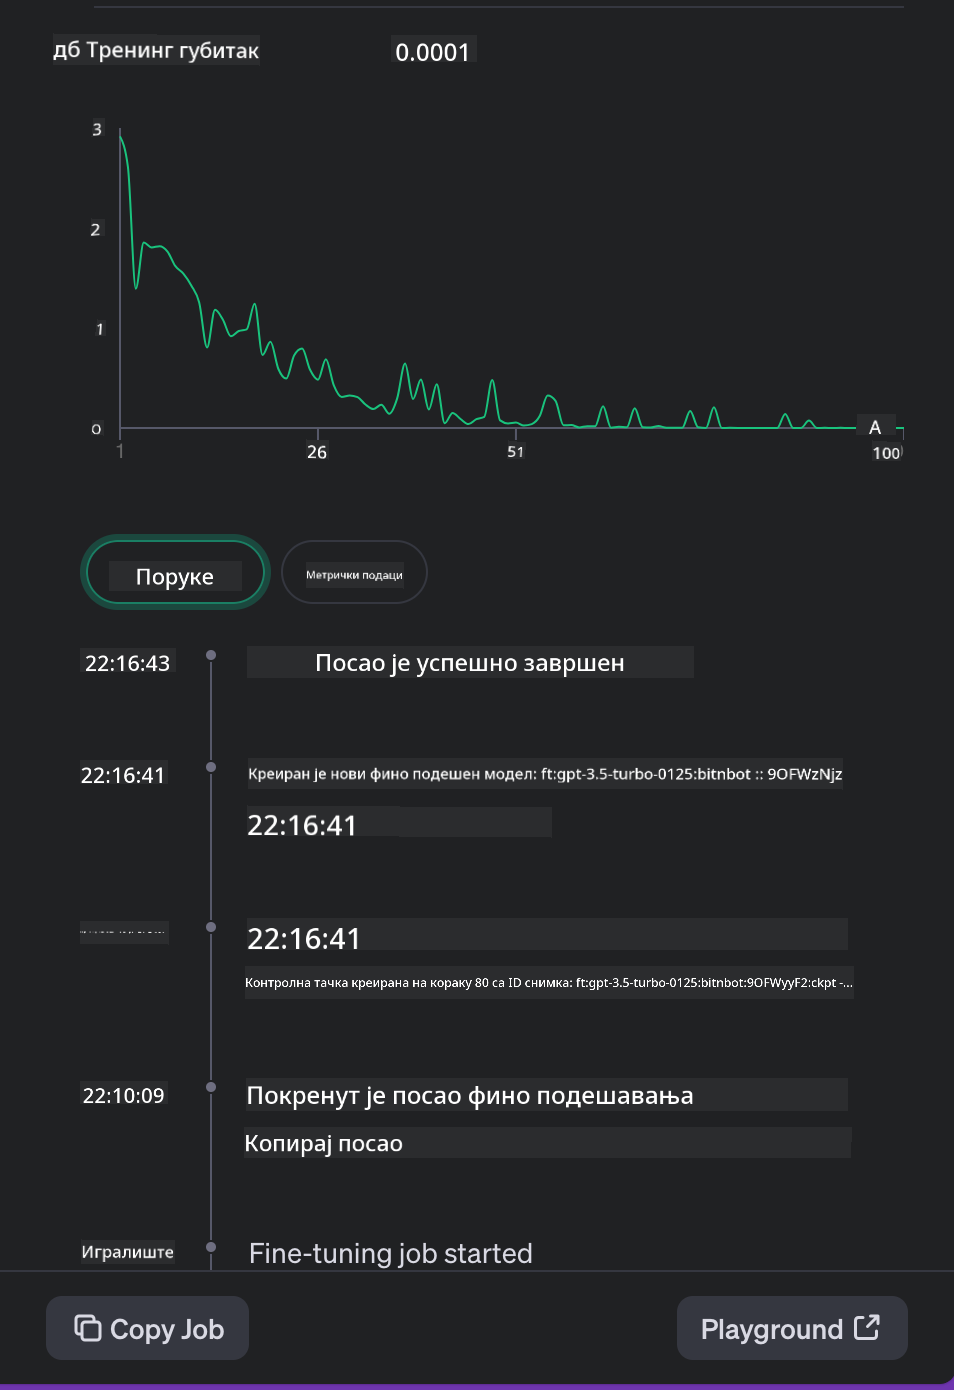 дб Тренинг губитак
0.0001
3
2
1
0
1
26
51
A
100
Поруке
Метрички подаци
22:16:43
Посао је успешно завршен
22:16:41
Креиран је нови фино подешен модел: ft:gpt-3.5-turbo-0125:bitnbot :: 9OFWzNjz
22:16:41
22:16:41
Контролна тачка креирана на кораку 80 са ID снимка: ft:gpt-3.5-turbo-0125:bitnbot:9OFWyyF2:ckpt -...
22:10:09
Покренут је посао фино подешавања
Копирај посао
Игралиште
Fine-tuning job started
Copy Job
Playground